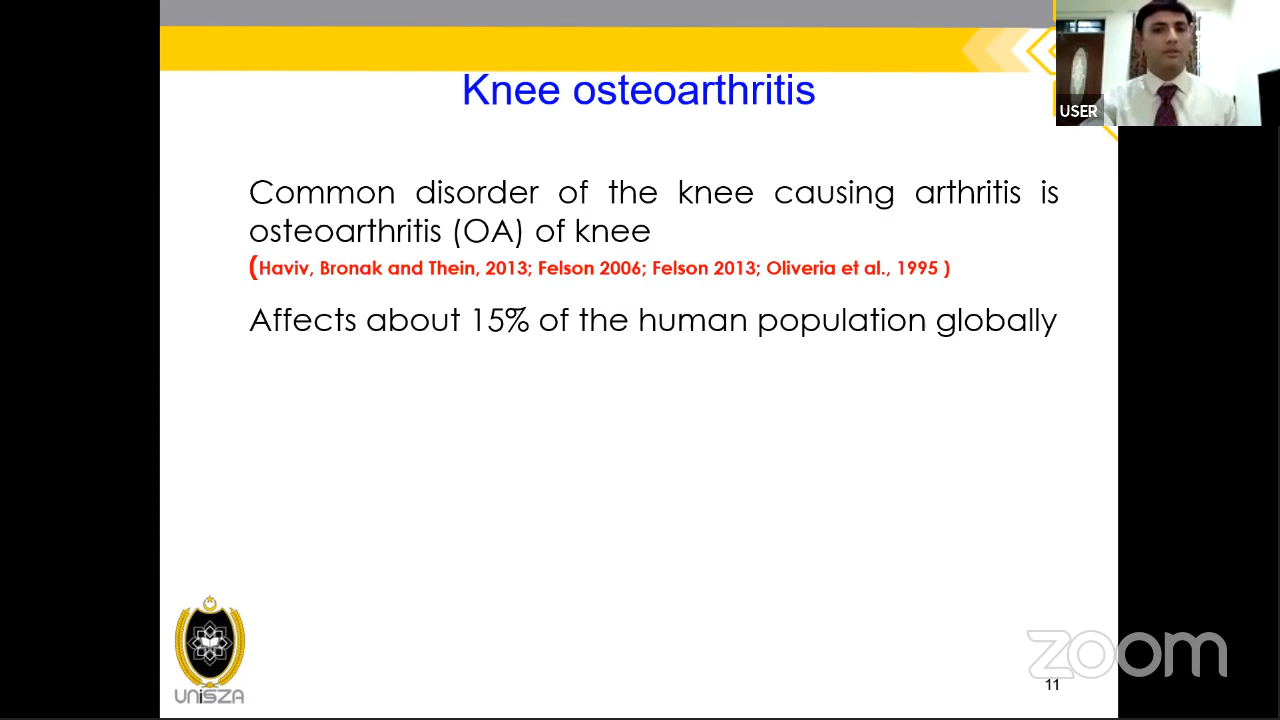 Knee osteoarthritis
USER
Common disorder of the knee causing arthritis is
osteoarthritis (OA) of knee
(Haviv, Bronak and Thein, 2013; Felson 2006; Felson 2013; Oliveria et al., 1995 )
Affects about 15% of the human population globally
UNiSZA
zoom
11